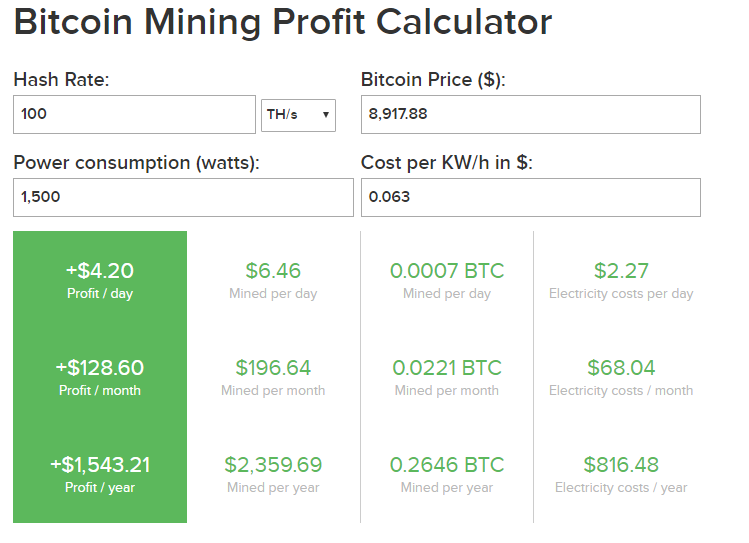 Bitcoin Mining Profit Calculator
Hash Rate: Bitcoin Price ($):
100 TH/s 8,917.88
Power consumption (watts): Cost per KW/h in $:
1,500 0.063
+$4.20 $6.46 0.0007 BTC $2.27
Profit / day Mined per day Mined per day Electricity costs per day
+$128.60 $196.64 0.0221 BTC $68.04
Profit / month Mined per month Mined per month Electricity costs / month
+$1,543.21 $2,359.69 0.2646 BTC $816.48
Profit / year Mined per year Mined per year Electricity costs / year